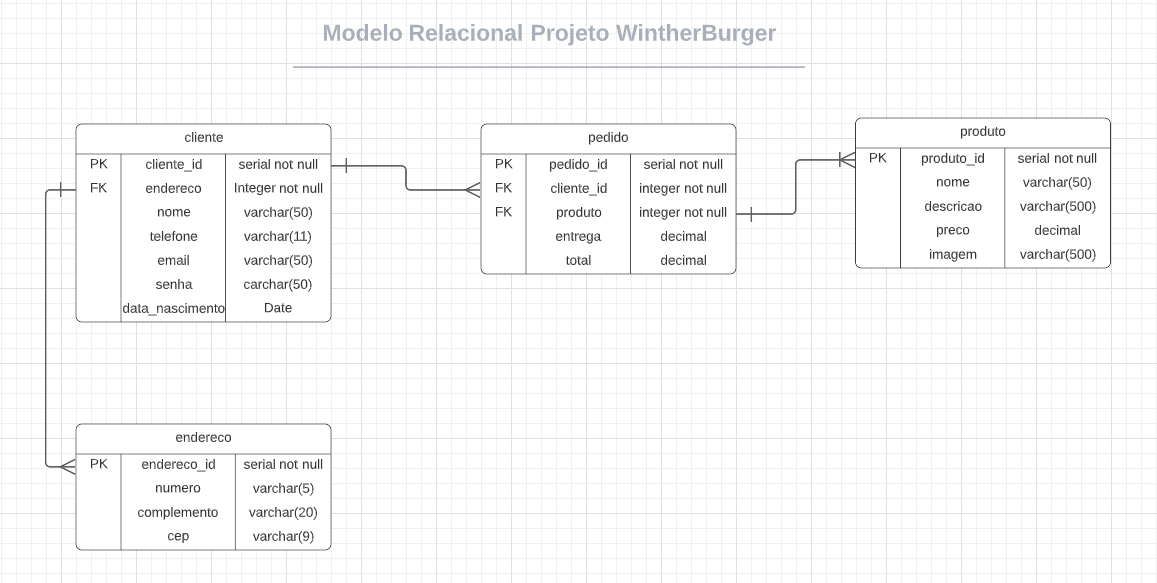 Modelo Relacional Projeto WintherBurger
cliente
PK cliente_id serial not null
FK endereco Integer not null
nome varchar(50)
telefone varchar(11)
email varchar(50)
senha carchar(50)
data_nascimento Date
pedido
PK pedido_id serial not null
FK cliente_id integer not null
FK produto integer not null
entrega decimal
total decimal
produto
PK produto_id serial not null
nome varchar(50)
descricao varchar(500)
preco decimal
imagem varchar(500)
endereco
PK endereco_id serial not null
numero varchar(5)
complemento varchar(20)
cep varchar(9)